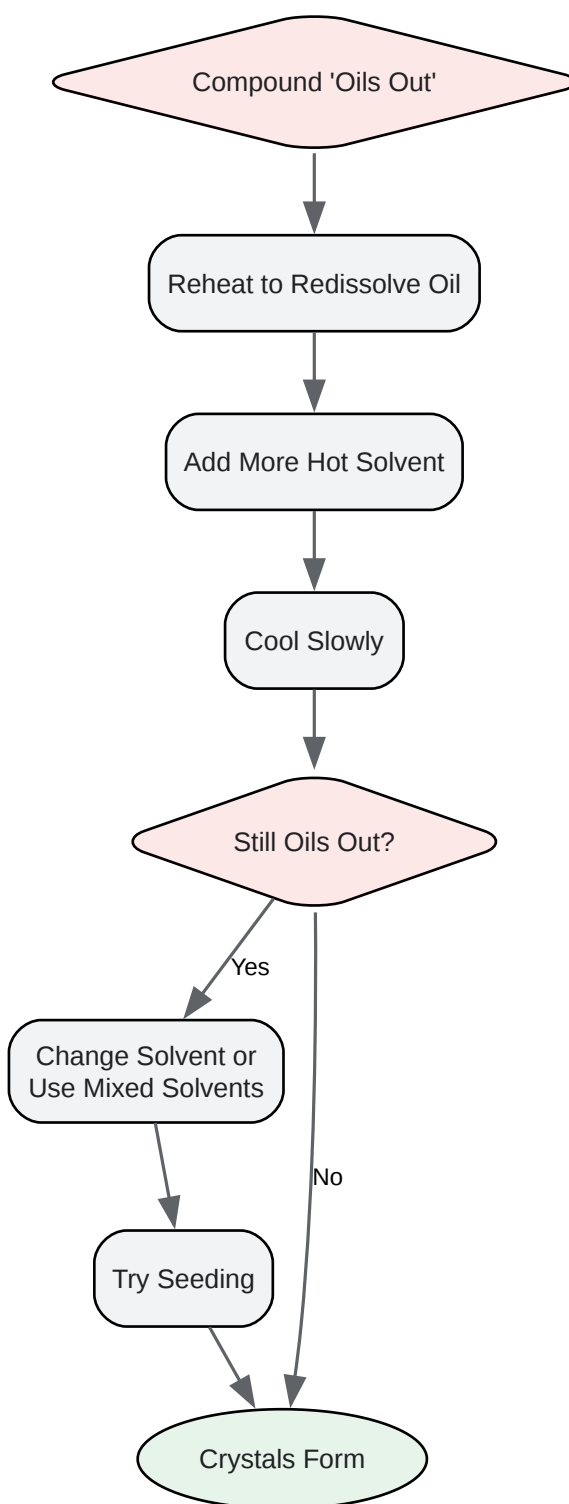 Compound 'Oils Out'
Reheat to Redissolve Oil
Add More Hot Solvent
Cool Slowly
Still Oils Out?
Yes
Change Solvent or
Use Mixed Solvents
No
Try Seeding
Crystals Form